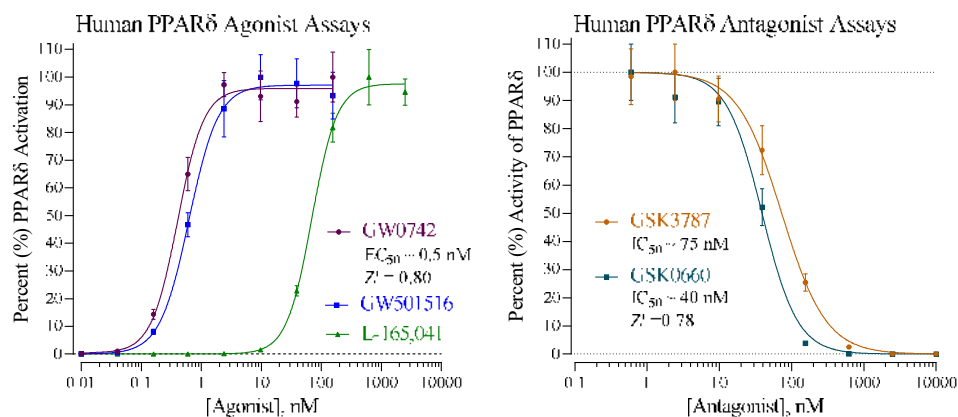 Human PPARδ Agonist Assays
Percent (%) PPARδ Activation
110
100
90
80
70
60
50
40
30
20
10
0
GW0742
EC50 ~ 0.5 nM
Z' = 0.80
GW501516
L-165,041
0.01 0.1 1 10 100 1000 10000
[Agonist], nM
Human PPARδ Antagonist Assays
Percent (%) Activity of PPARδ
110
100
90
80
70
60
50
40
30
20
10
0
GSK3787
IC50 ~ 75 nM
GSK0660
IC50 ~ 40 nM
Z' = 0.78
0.1 1 10 100 1000 10000
[Antagonist], nM